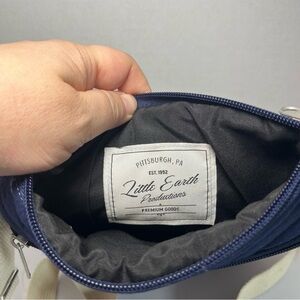 PITTSBURGH, PA
EST. 1992
Little Earth
Productions
PREMIUM GOODS